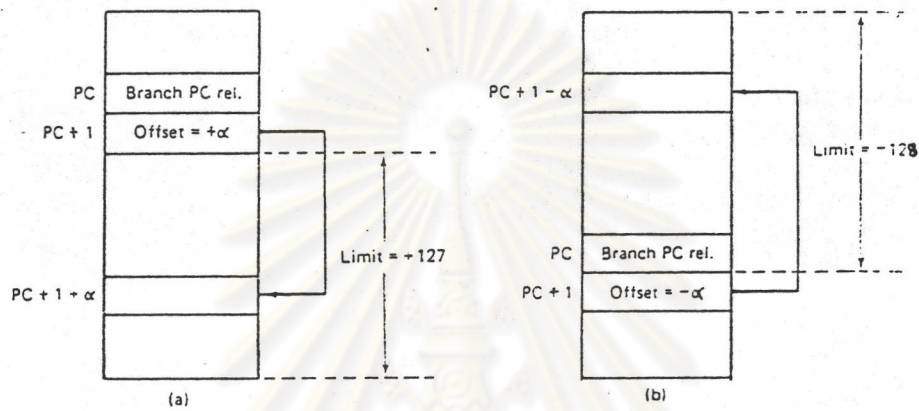 PC
Branch PC rel.
PC + 1
Offset = +α
Limit = +127
PC + 1 + α
(a)
PC + 1 - α
Limit = -128
PC
Branch PC rel.
PC + 1
Offset = -α
(b)